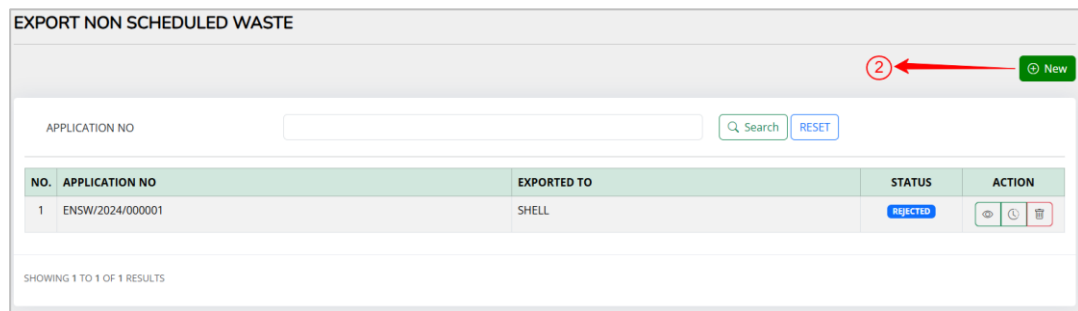 EXPORT NON SCHEDULED WASTE
2 New
APPLICATION NO Search RESET
NO. APPLICATION NO EXPORTED TO STATUS ACTION
1 ENSW/2024/000001 SHELL REJECTED
SHOWING 1 TO 1 OF 1 RESULTS